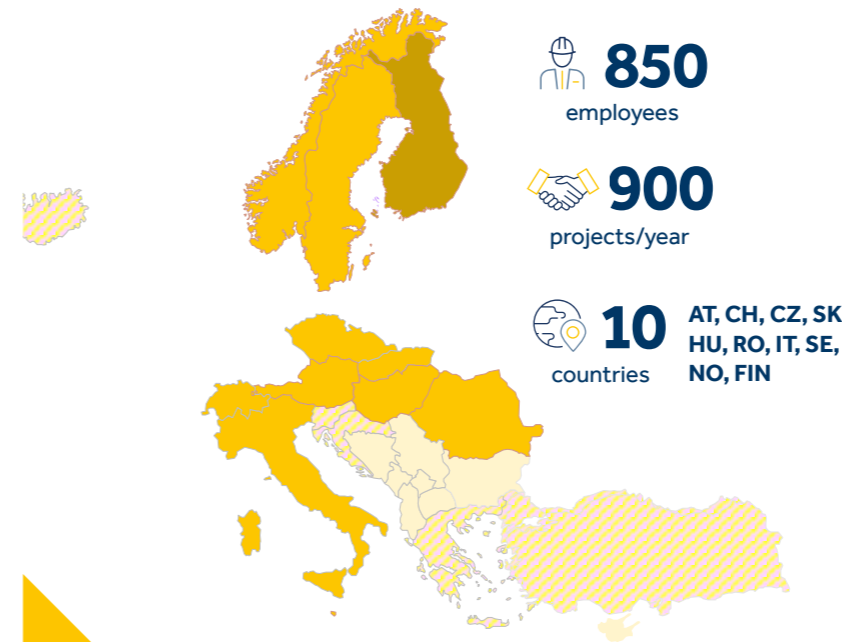 850
employees
900
projects/year
10
countries
AT, CH, CZ, SK
HU, RO, IT, SE,
NO, FIN